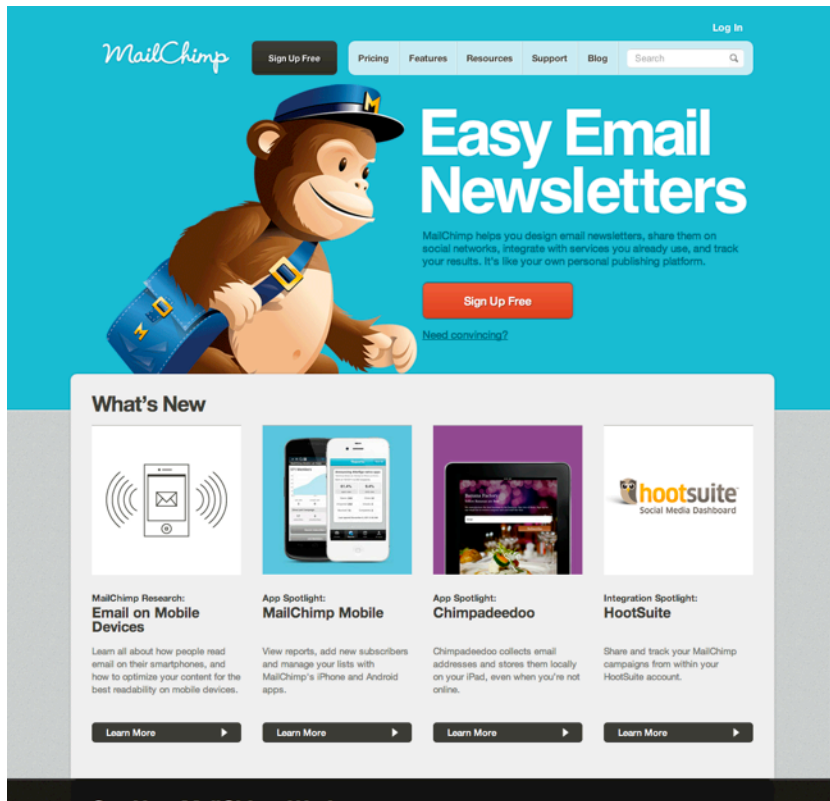 Log In
MailChimp
Sign Up Free
Pricing
Features
Resources
Support
Blog
Search
Easy Email
Newsletters
MailChimp helps you design email newsletters, share them on
social networks, integrate with services you already use, and track
your results. It's like your own personal publishing platform.
Sign Up Free
Need convincing?
What's New
hootsuite
Social Media Dashboard
MailChimp Research:
Email on Mobile
Devices
Learn all about how people read
email on their smartphones, and
how to optimize your content for the
best readability on mobile devices.
Learn More
App Spotlight:
MailChimp Mobile
View reports, add new subscribers
and manage your lists with
MailChimp's iPhone and Android
apps.
Learn More
App Spotlight:
Chimpadeedoo
Chimpadeedoo collects email
addresses and stores them locally
on your iPad, even when you're not
online.
Learn More
Integration Spotlight:
HootSuite
Share and track your MailChimp
campaigns from within your
HootSuite account.
Learn More